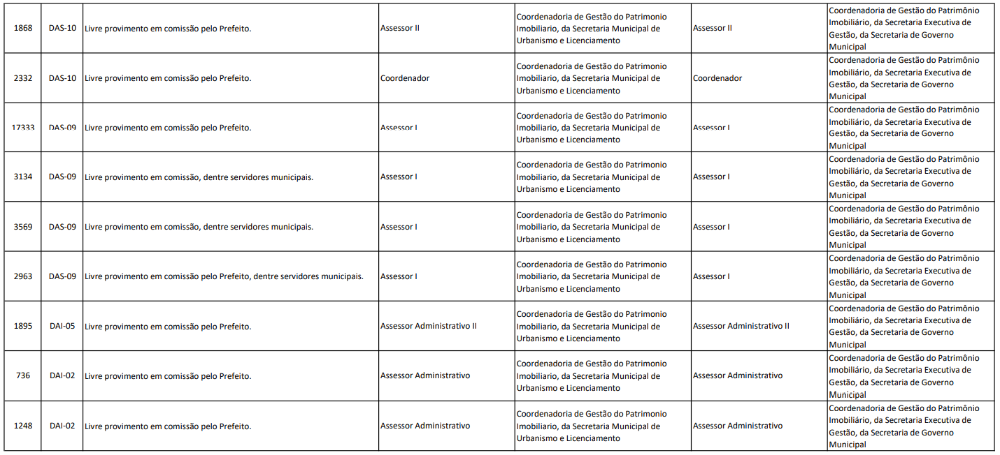 1868 DAS-10 Livre provimento em comissão pelo Prefeito. Assessor II
Coordenadoria de Gestão do Patrimonio
Imobiliario, da Secretaria Municipal de
Urbanismo e Licenciamento
Assessor II
Coordenadoria de Gestão do Patrimônio
Imobiliário, da Secretaria Executiva de
Gestão, da Secretaria de Governo
Municipal
2332 DAS-10 Livre provimento em comissão pelo Prefeito. Coordenador
Coordenadoria de Gestão do Patrimonio
Imobiliario, da Secretaria Municipal de
Urbanismo e Licenciamento
Coordenador
Coordenadoria de Gestão do Patrimônio
Imobiliário, da Secretaria Executiva de
Gestão, da Secretaria de Governo
Municipal
17333 DAS-09 Livre provimento em comissão pelo Prefeito. Assessor I
Coordenadoria de Gestão do Patrimonio
Imobiliario, da Secretaria Municipal de
Urbanismo e Licenciamento
Assessor I
Coordenadoria de Gestão do Patrimônio
Imobiliário, da Secretaria Executiva de
Gestão, da Secretaria de Governo
Municipal
3134 DAS-09 Livre provimento em comissão, dentre servidores municipais. Assessor I
Coordenadoria de Gestão do Patrimonio
Imobiliario, da Secretaria Municipal de
Urbanismo e Licenciamento
Assessor I
Coordenadoria de Gestão do Patrimônio
Imobiliário, da Secretaria Executiva de
Gestão, da Secretaria de Governo
Municipal
3569 DAS-09 Livre provimento em comissão, dentre servidores municipais. Assessor I
Coordenadoria de Gestão do Patrimonio
Imobiliario, da Secretaria Municipal de
Urbanismo e Licenciamento
Assessor I
Coordenadoria de Gestão do Patrimônio
Imobiliário, da Secretaria Executiva de
Gestão, da Secretaria de Governo
Municipal
2963 DAS-09 Livre provimento em comissão pelo Prefeito, dentre servidores municipais. Assessor I
Coordenadoria de Gestão do Patrimonio
Imobiliario, da Secretaria Municipal de
Urbanismo e Licenciamento
Assessor I
Coordenadoria de Gestão do Patrimônio
Imobiliário, da Secretaria Executiva de
Gestão, da Secretaria de Governo
Municipal
1895 DAI-05 Livre provimento em comissão pelo Prefeito. Assessor Administrativo II
Coordenadoria de Gestão do Patrimonio
Imobiliario, da Secretaria Municipal de
Urbanismo e Licenciamento
Assessor Administrativo II
Coordenadoria de Gestão do Patrimônio
Imobiliário, da Secretaria Executiva de
Gestão, da Secretaria de Governo
Municipal
736 DAI-02 Livre provimento em comissão pelo Prefeito. Assessor Administrativo
Coordenadoria de Gestão do Patrimonio
Imobiliario, da Secretaria Municipal de
Urbanismo e Licenciamento
Assessor Administrativo
Coordenadoria de Gestão do Patrimônio
Imobiliário, da Secretaria Executiva de
Gestão, da Secretaria de Governo
Municipal
1248 DAI-02 Livre provimento em comissão pelo Prefeito. Assessor Administrativo
Coordenadoria de Gestão do Patrimonio
Imobiliario, da Secretaria Municipal de
Urbanismo e Licenciamento
Assessor Administrativo
Coordenadoria de Gestão do Patrimônio
Imobiliário, da Secretaria Executiva de
Gestão, da Secretaria de Governo
Municipal